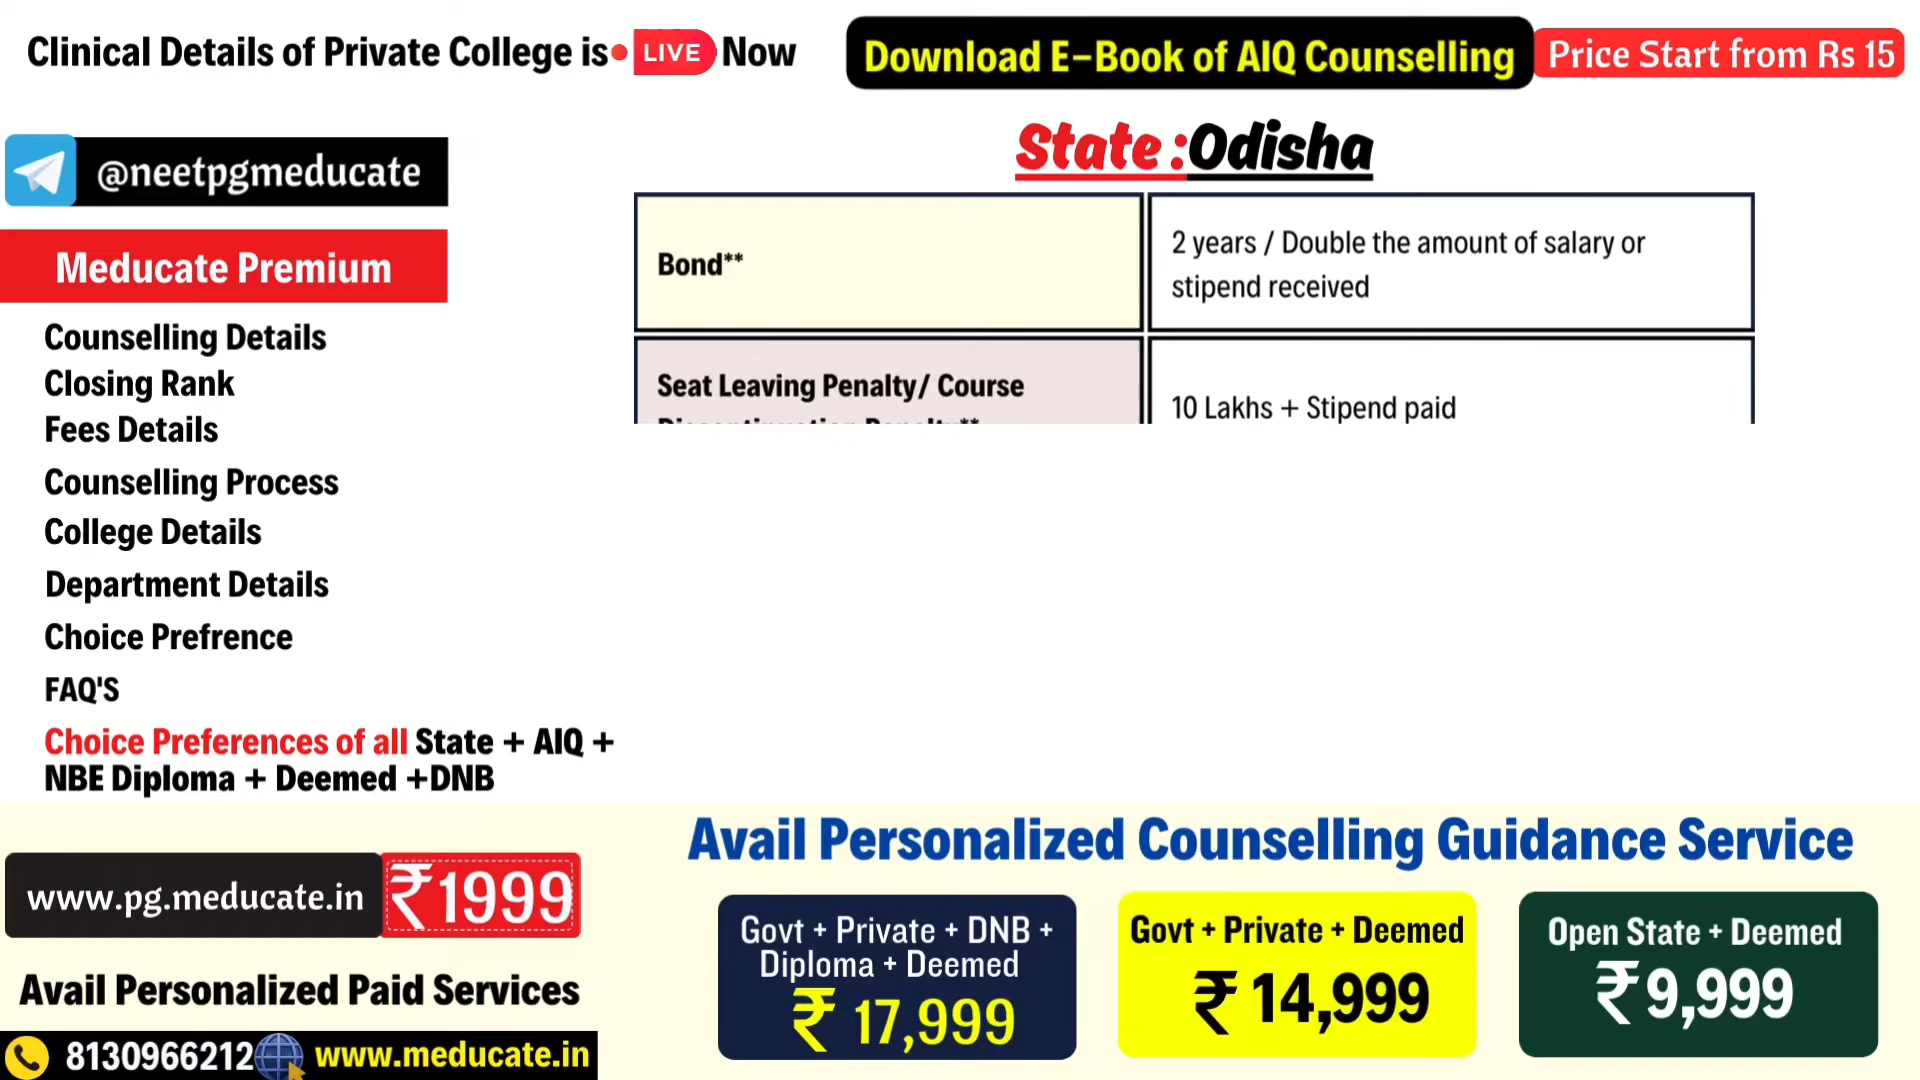 Clinical Details of Private College is LIVE Now
Download E-Book of AIQ Counselling
Price Start from Rs 15
@neetpgmeducate
Meducate Premium
Counselling Details
Closing Rank
Fees Details
Counselling Process
College Details
Department Details
Choice Prefrence
FAQ'S
Choice Preferences of all State + AIQ +
NBE Diploma + Deemed +DNB
State :Odisha
Bond**
2 years / Double the amount of salary or
stipend received
Seat Leaving Penalty/ Course
10 Lakhs + Stipend paid
www.pg.meducate.in ₹1999
Avail Personalized Paid Services
8130966212 www.meducate.in
Avail Personalized Counselling Guidance Service
Govt + Private + DNB +
Diploma + Deemed
₹ 17,999
Govt + Private + Deemed
₹ 14,999
Open State + Deemed
₹9,999